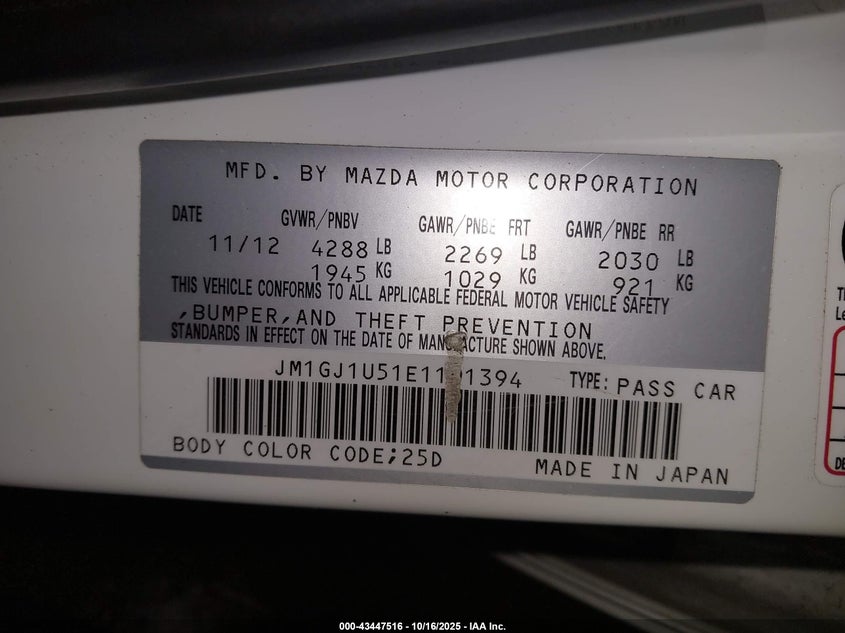 MFD. BY MAZDA MOTOR CORPORATION
DATE GVWR/PNBV GAWR/PNBE FRT GAWR/PNBE RR
11/12 4288 LB 2269 LB 2030 LB
1945 KG 1029 KG 921 KG
THIS VEHICLE CONFORMS TO ALL APPLICABLE FEDERAL MOTOR VEHICLE SAFETY
,BUMPER,AND THEFT PREVENTION
STANDARDS IN EFFECT ON THE DATE OF MANUFACTURE SHOWN ABOVE.
TYPE: PASS CAR
BODY COLOR CODE;25D
MADE IN JAPAN
000-43447516 - 10/16/2025 - IAA Inc.